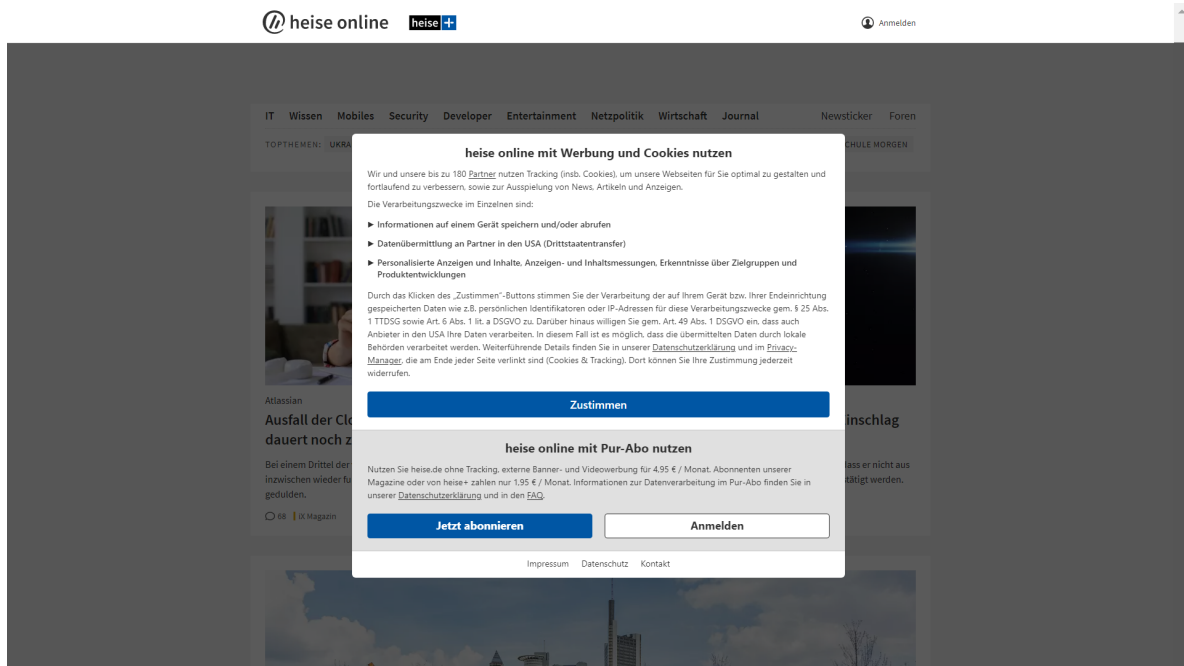 heise online heise +
Anmelden
IT Wissen Mobiles Security Developer Entertainment Netzpolitik Wirtschaft Journal Newsticker Foren
TOPTHEMEN: UKRA CHULE MORGEN
heise online mit Werbung und Cookies nutzen
Wir und unsere bis zu 180 Partner nutzen Tracking (insb. Cookies), um unsere Webseiten für Sie optimal zu gestalten und
fortlaufend zu verbessern, sowie zur Ausspielung von News, Artikeln und Anzeigen.
Die Verarbeitungszwecke im Einzelnen sind:
► Informationen auf einem Gerät speichern und/oder abrufen
► Datenübermittlung an Partner in den USA (Drittstaatentransfer)
► Personalisierte Anzeigen und Inhalte, Anzeigen- und Inhaltsmessungen, Erkenntnisse über Zielgruppen und
Produktentwicklungen
Durch das Klicken des „Zustimmen"-Buttons stimmen Sie der Verarbeitung der auf Ihrem Gerät bzw. Ihrer Endeinrichtung
gespeicherten Daten wie z.B. persönlichen Identifikatoren oder IP-Adressen für diese Verarbeitungszwecke gem. § 25 Abs.
1 TTDSG sowie Art. 6 Abs. 1 lit. a DSGVO zu. Darüber hinaus willigen Sie gem. Art. 49 Abs. 1 DSGVO ein, dass auch
Anbieter in den USA Ihre Daten verarbeiten. In diesem Fall ist es möglich, dass die übermittelten Daten durch lokale
Behörden verarbeitet werden. Weiterführende Details finden Sie in unserer Datenschutzerklärung und im Privacy-
Manager, die am Ende jeder Seite verlinkt sind (Cookies & Tracking). Dort können Sie Ihre Zustimmung jederzeit
widerrufen.
Zustimmen
heise online mit Pur-Abo nutzen
Nutzen Sie heise.de ohne Tracking, externe Banner- und Videowerbung für 4,95 € / Monat. Abonnenten unserer
Magazine oder von heise+ zahlen nur 1,95 € / Monat. Informationen zur Datenverarbeitung im Pur-Abo finden Sie in
unserer Datenschutzerklärung und in den FAQ.
Jetzt abonnieren Anmelden
Impressum Datenschutz Kontakt
Atlassian
Ausfall der Clo
dauert noch z
Bei einem Drittel der
inzwischen wieder fu
gedulden.
68 iX Magazin
inschlag
lass er nicht aus
stätigt werden.